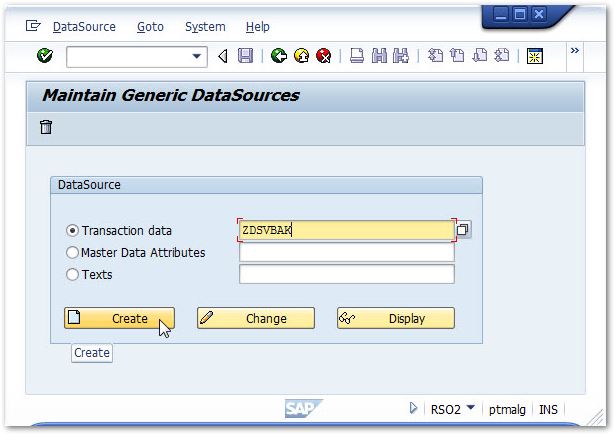 DataSource Goto System Help
»
Maintain Generic DataSources
DataSource
Transaction data ZDSVBAK
Master Data Attributes
Texts
Create Change Display
Create
SAP RSO2 ptmalg INS